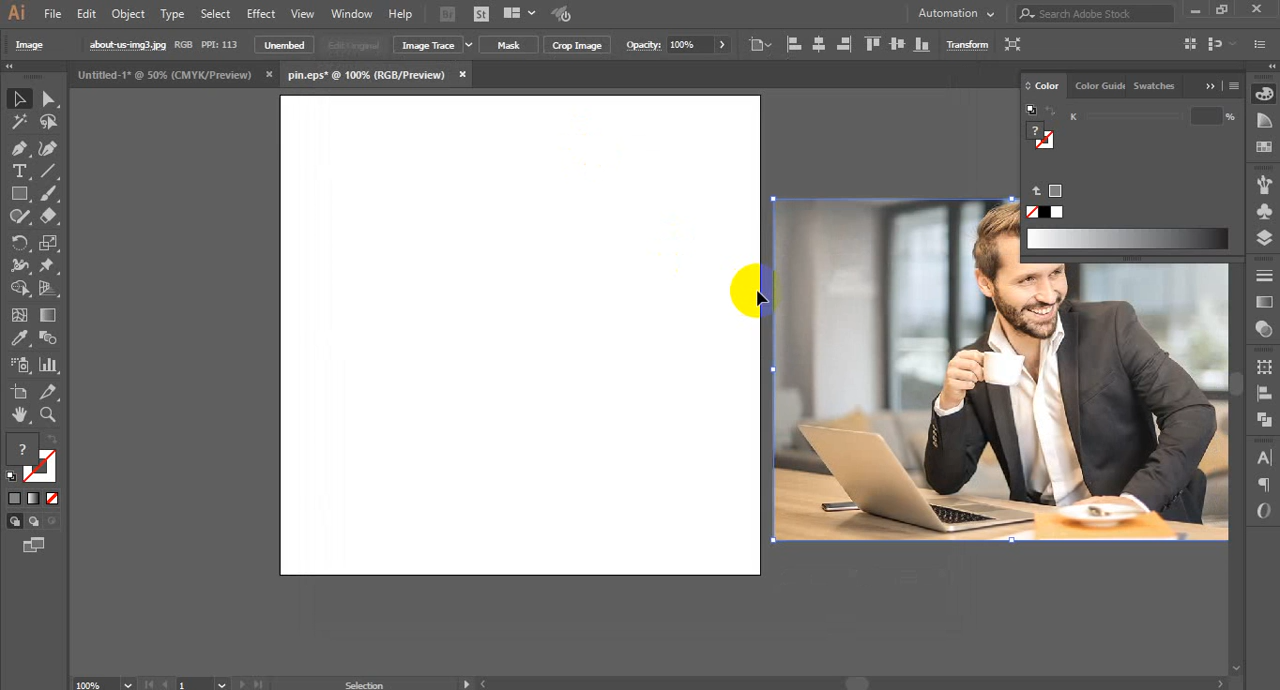 Ai File Edit Object Type Select Effect View Window Help Br St Automation Search Adobe Stock
Image about-us-img3.jpg RGB PPI: 113 Unembed Edit Original Image Trace Mask Crop Image Opacity: 100% Transform
Untitled-1* @ 50% (CMYK/Preview) × pin.eps* @ 100% (RGB/Preview) ×
Color Color Guide Swatches
K %
?
?
100% 1 Selection